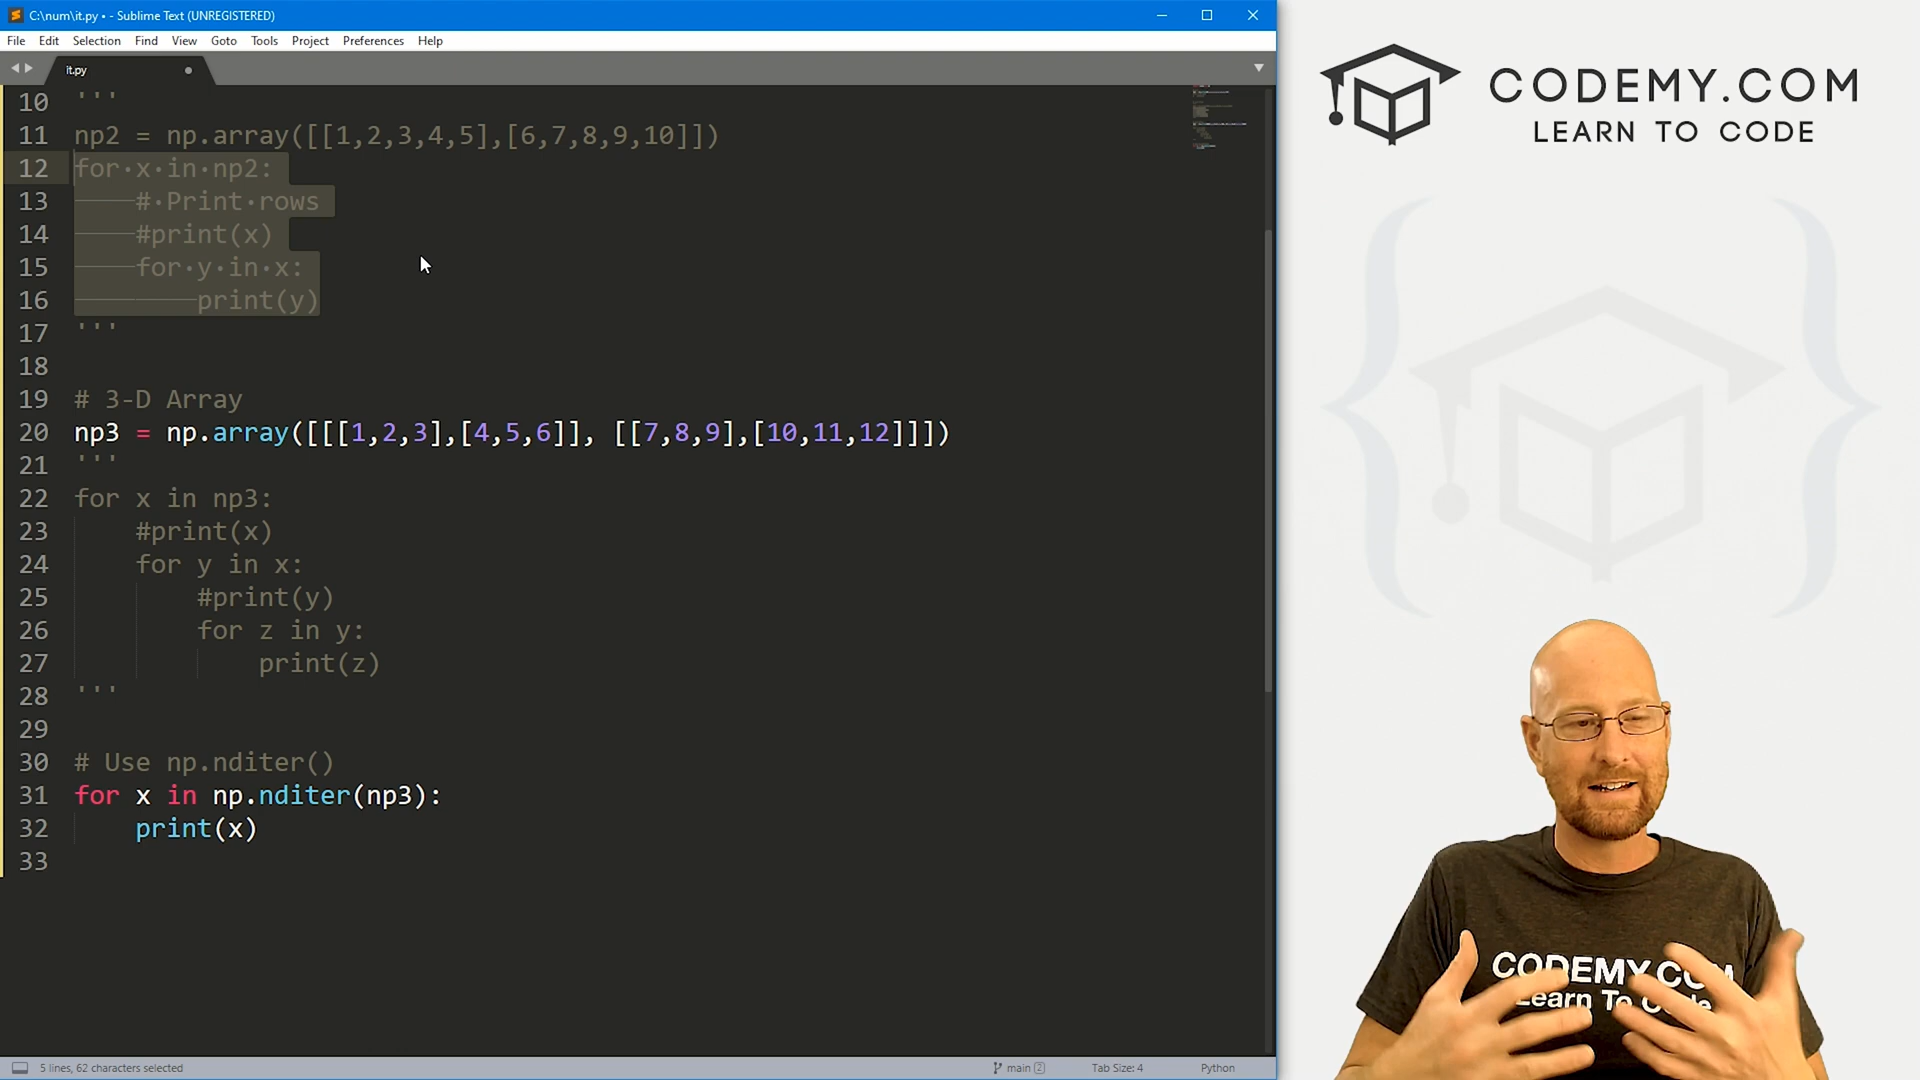 C:\num\it.py • - Sublime Text (UNREGISTERED)
File Edit Selection Find View Goto Tools Project Preferences Help
it.py
10 '''
11 np2 = np.array([[1,2,3,4,5],[6,7,8,9,10]])
12 for x in np2:
13 # Print rows
14 #print(x)
15 for y in x:
16 print(y)
17 '''
18
19 # 3-D Array
20 np3 = np.array([[[1,2,3],[4,5,6]], [[7,8,9],[10,11,12]]])
21 '''
22 for x in np3:
23 #print(x)
24 for y in x:
25 #print(y)
26 for z in y:
27 print(z)
28 '''
29
30 # Use np.nditer()
31 for x in np.nditer(np3):
32 print(x)
33
5 lines, 62 characters selected
main 2
Tab Size: 4
Python
CODEMY.COM
LEARN TO CODE
CODEMY.COM
Learn To Code